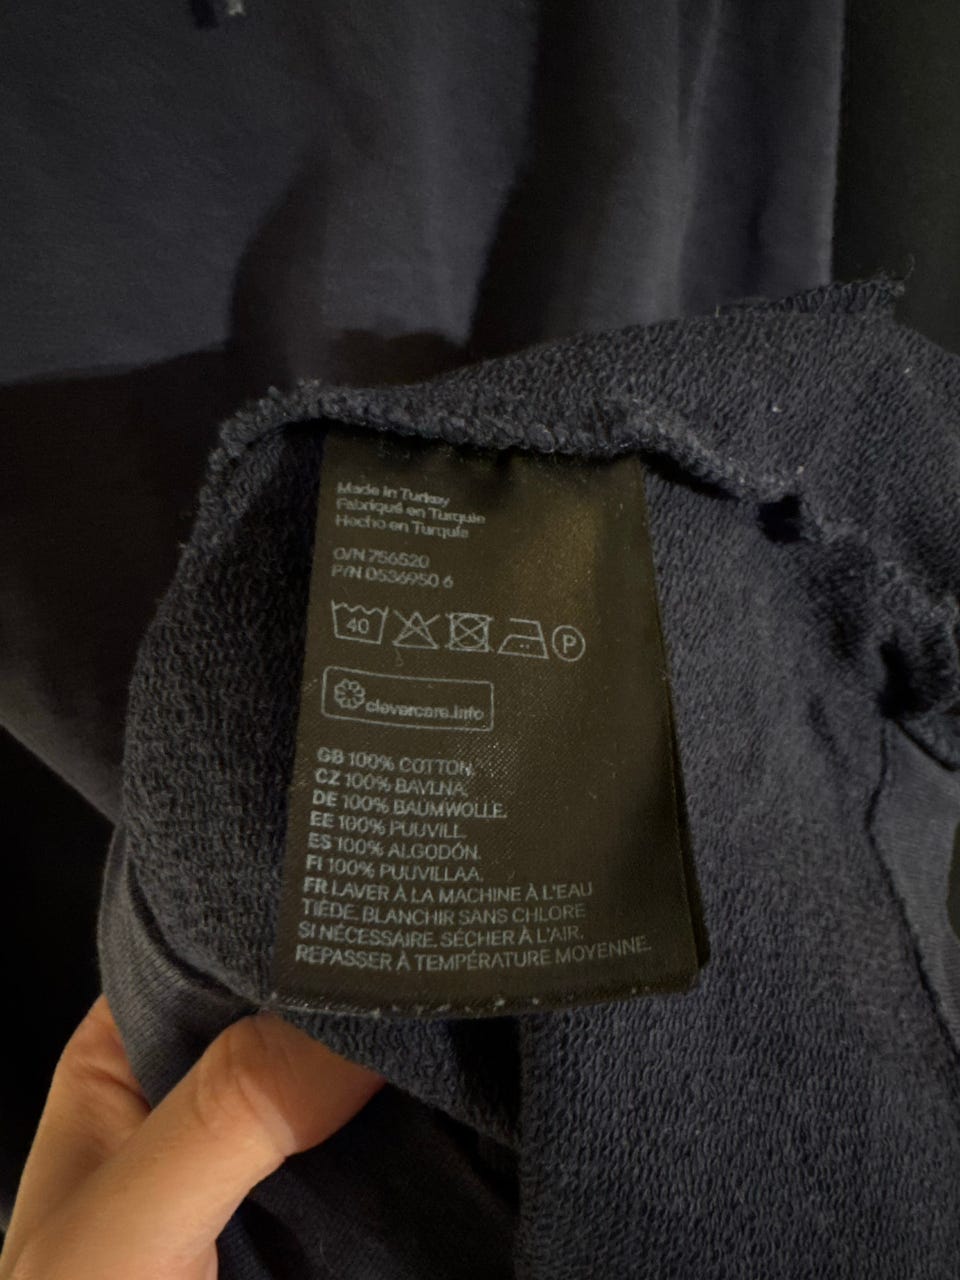 Made in Turkey
Fabriqué en Turquie
Hecho en Turquía
O/N 756520
P/N 0536950 6
40
P
clevercare.info
GB 100% COTTON.
CZ 100% BAVLNA.
DE 100% BAUMWOLLE.
EE 100% PUUVILL.
ES 100% ALGODÓN.
FI 100% PUUVILLAA.
FR LAVER À LA MACHINE À L'EAU
TIÈDE. BLANCHIR SANS CHLORE
SI NÉCESSAIRE. SÉCHER À L'AIR.
REPASSER À TEMPÉRATURE MOYENNE.